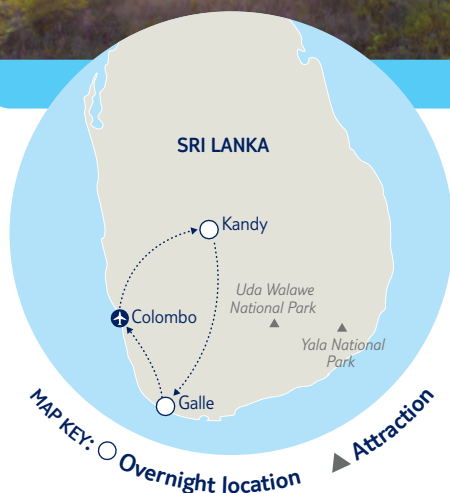 SRI LANKA
Kandy
Uda Walawe
National Park
Colombo
Yala National
Park
Galle
MAP KEY: Overnight location
Attraction